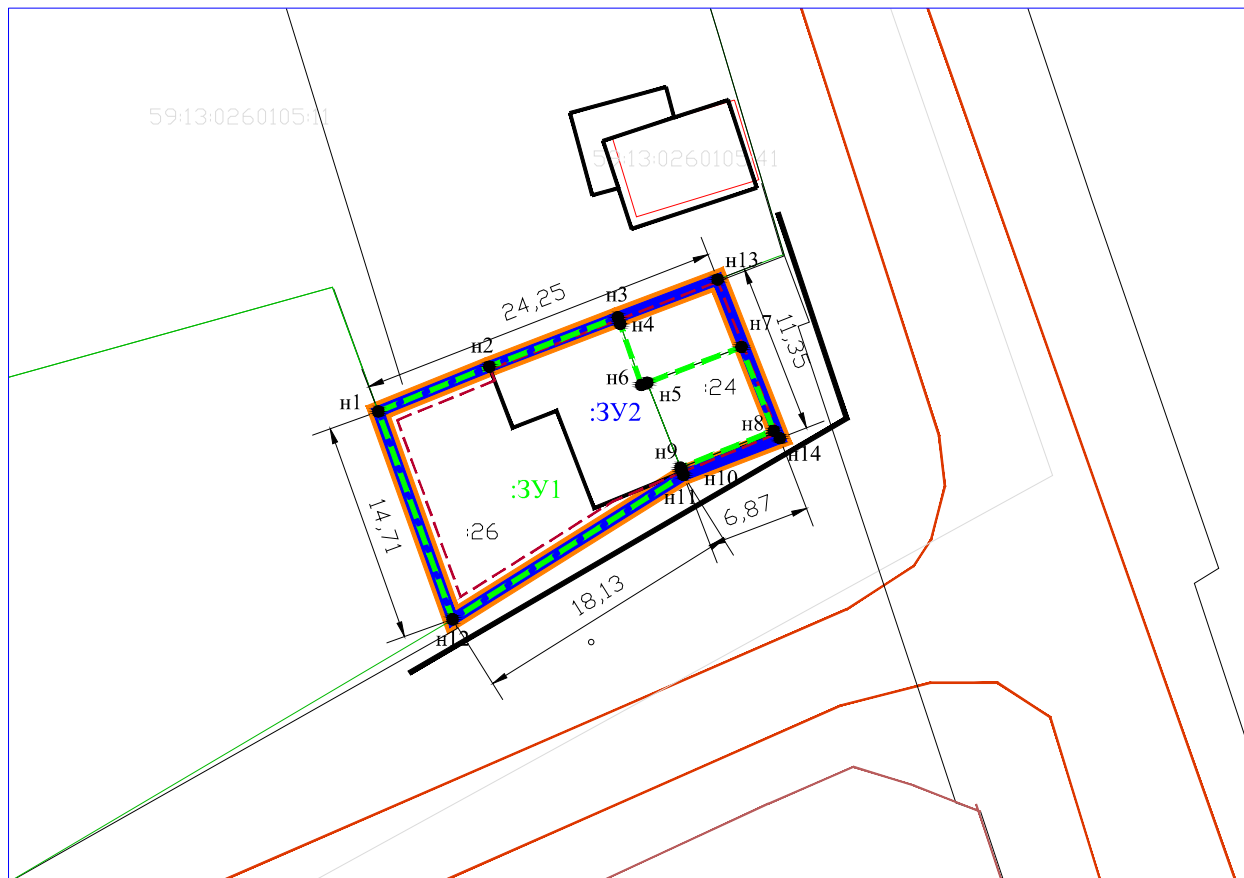 59:13:0260105:11
59:13:0260105:41
н13
24,25
н3
н4
11,35
н7
н2
н6
н5
:24
н1
:ЗУ2
н8
н14
н9
н10
н11
:ЗУ1
6,87
14,71
:26
18,13
н12